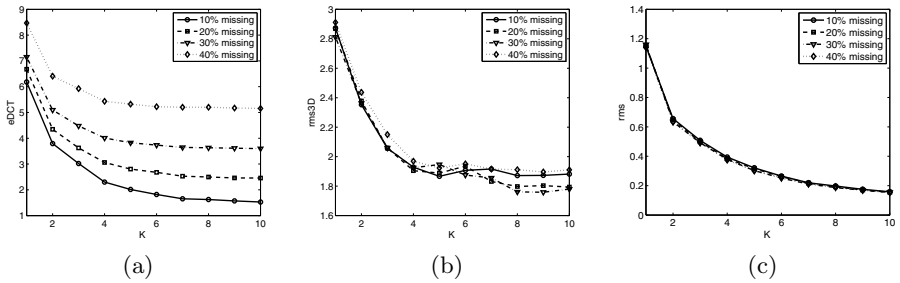 9
8
7
6
5
4
3
2
1
2 4 6 8 10
eDCT
K
10% missing
20% missing
30% missing
40% missing
(a)
3
2.8
2.6
2.4
2.2
2
1.8
1.6
2 4 6 8 10
rms3D
K
10% missing
20% missing
30% missing
40% missing
(b)
1.4
1.2
1
0.8
0.6
0.4
0.2
0
2 4 6 8 10
rms
K
10% missing
20% missing
30% missing
40% missing
(c)